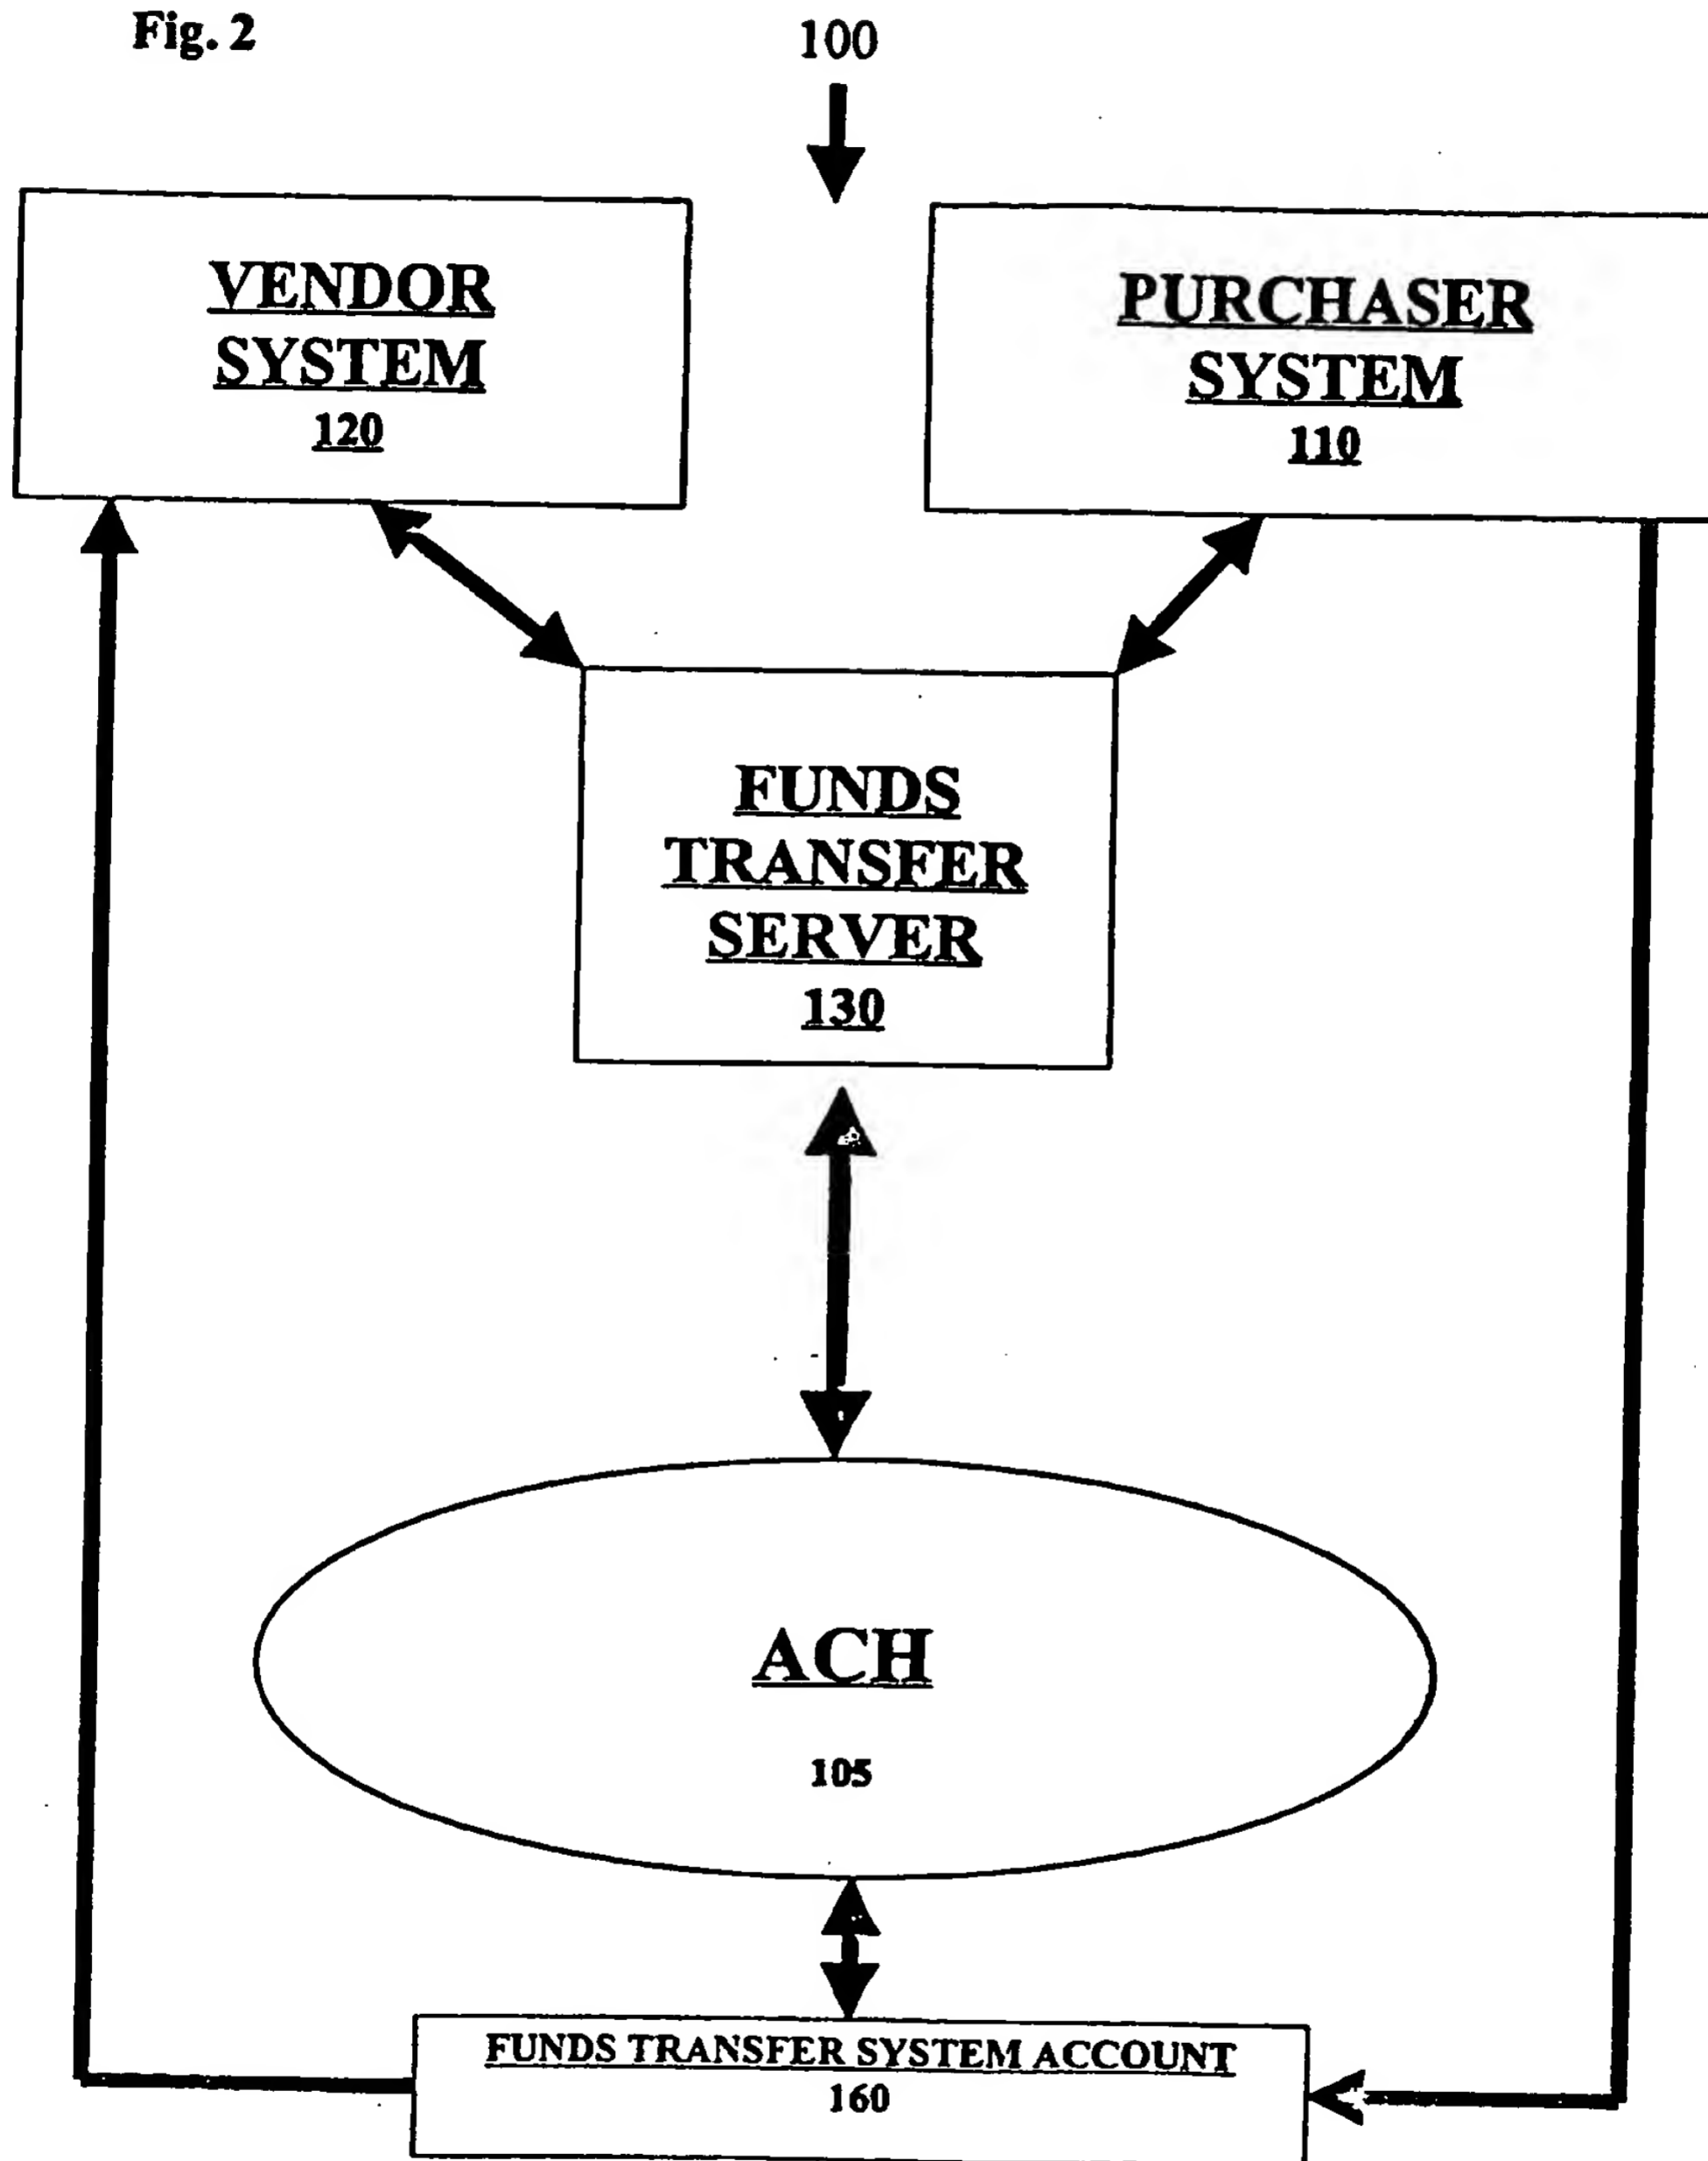 Fig. 2
100
VENDOR
SYSTEM
120
PURCHASER
SYSTEM
110
FUNDS
TRANSFER
SERVER
130
ACH
105
FUNDS TRANSFER SYSTEM ACCOUNT
160